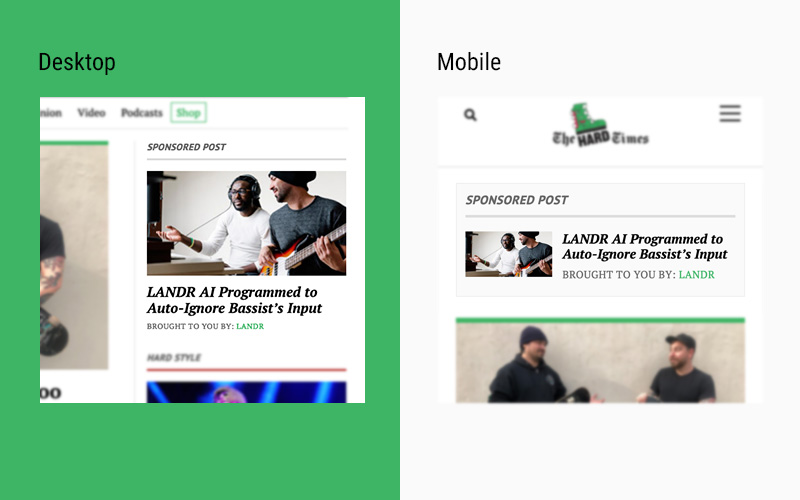 Desktop
nion Video Podcasts Shop
SPONSORED POST
LANDR AI Programmed to
Auto-Ignore Bassist's Input
BROUGHT TO YOU BY: LANDR
HARD STYLE
oo
Mobile
The HARD Times
SPONSORED POST
LANDR AI Programmed to
Auto-Ignore Bassist's Input
BROUGHT TO YOU BY: LANDR